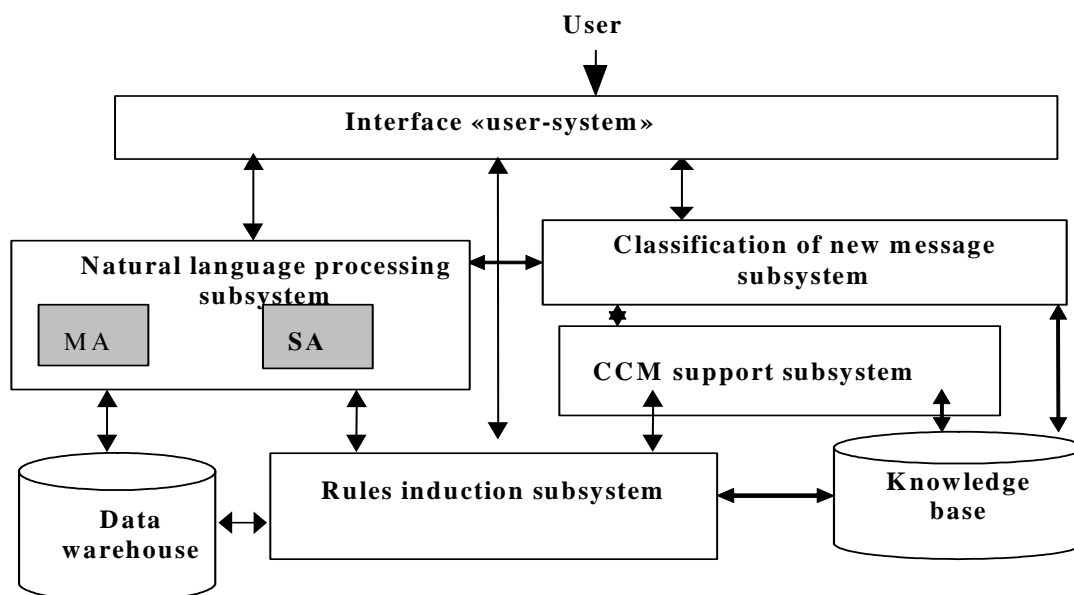 User
Interface «user-system»
Natural language processing
subsystem
MA
SA
Classification of new message
subsystem
CCM support subsystem
Data
warehouse
Rules induction subsystem
Knowledge
base